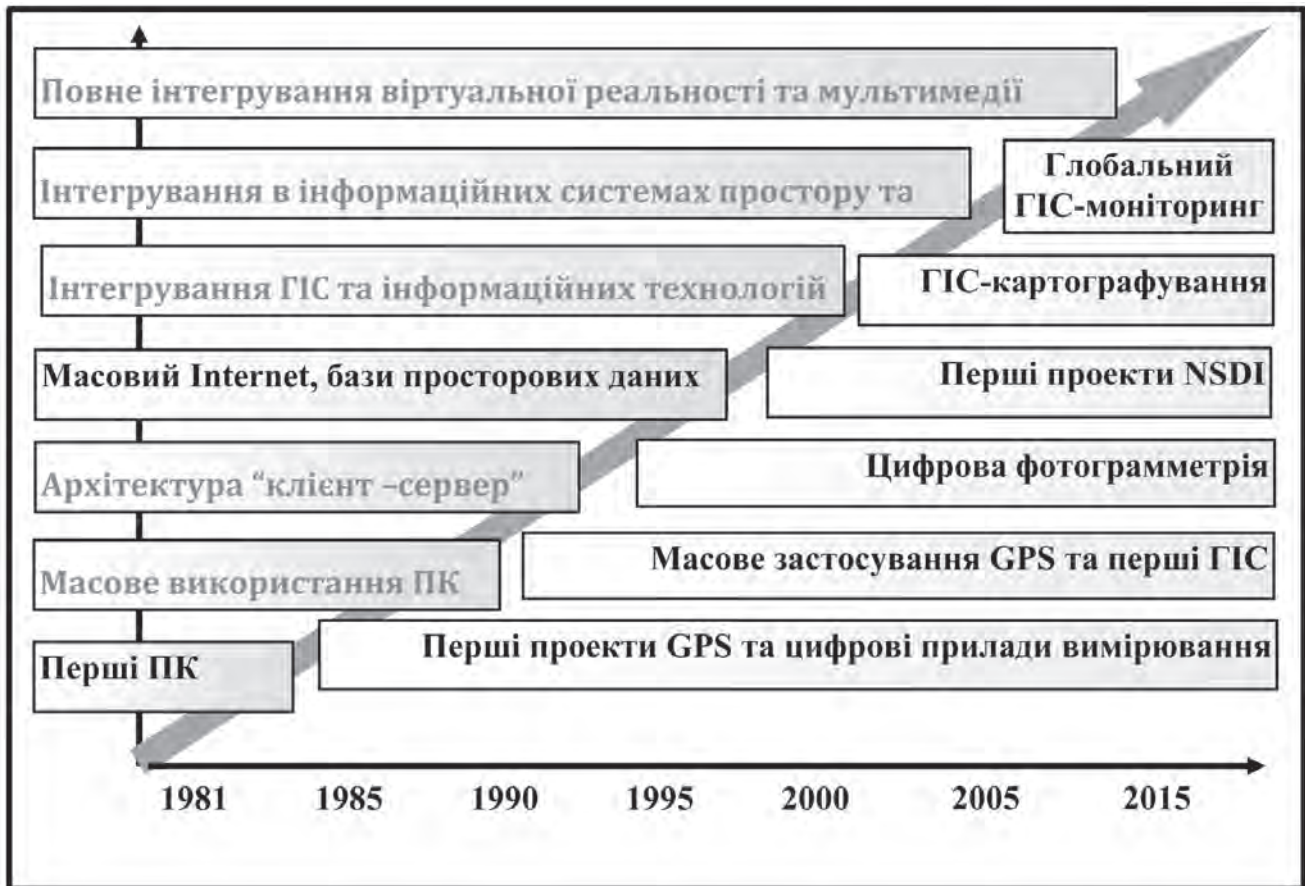 Повне інтегрування віртуальної реальності та мультимедії
Інтегрування в інформаційних системах простору та
Глобальний
ГІС-моніторинг
Інтегрування ГІС та інформаційних технологій
ГІС-картографування
Масовий Internet, бази просторових даних
Перші проекти NSDI
Архітектура “клієнт –сервер”
Цифрова фотограмметрія
Масове використання ПК
Масове застосування GPS та перші ГІС
Перші ПК
Перші проекти GPS та цифрові прилади вимірювання
1981 1985 1990 1995 2000 2005 2015